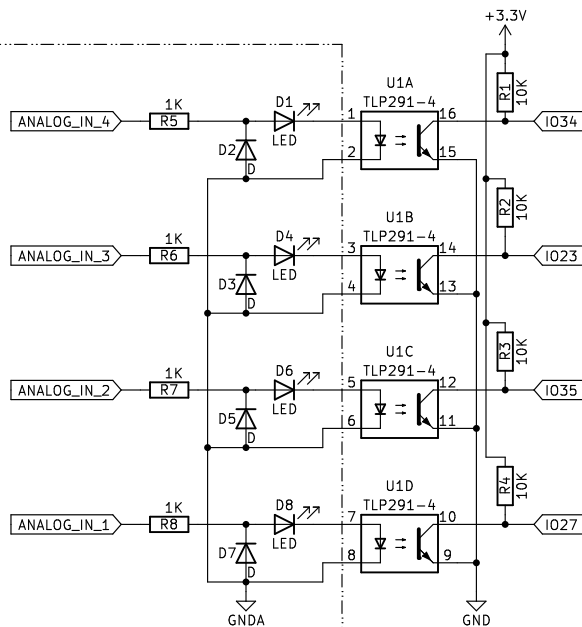 +3.3V
U1A
TLP291-4
R1
10K
1K
D1
1
16
ANALOG_IN_4
R5
IO34
LED
D2
2
15
D
R2
10K
U1B
TLP291-4
1K
D4
3
14
ANALOG_IN_3
R6
IO23
LED
D3
4
13
D
R3
10K
U1C
TLP291-4
1K
D6
5
12
ANALOG_IN_2
R7
IO35
LED
D5
6
11
D
R4
10K
U1D
TLP291-4
1K
D8
7
10
ANALOG_IN_1
R8
IO27
LED
D7
8
9
D
GNDA
GND